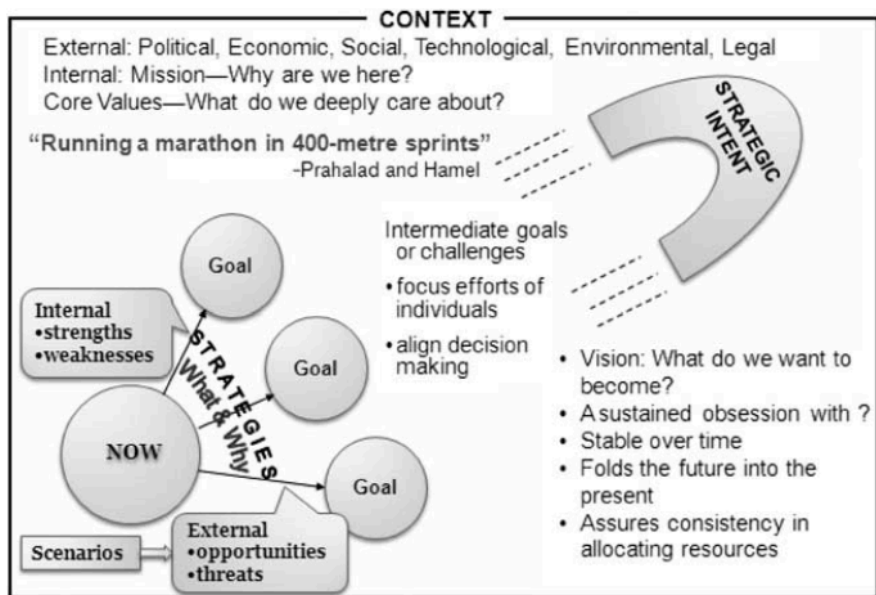 CONTEXT
External: Political, Economic, Social, Technological, Environmental, Legal
Internal: Mission—Why are we here?
Core Values—What do we deeply care about?
“Running a marathon in 400-metre sprints”
-Prahalad and Hamel
STRATEGIC
INTENT
Intermediate goals
or challenges
•focus efforts of
individuals
•align decision
making
Goal
Internal
•strengths
•weaknesses
STRATEGIES
What & Why
Goal
NOW
Goal
External
•opportunities
•threats
Scenarios
• Vision: What do we want to
become?
• A sustained obsession with ?
• Stable over time
• Folds the future into the
present
• Assures consistency in
allocating resources